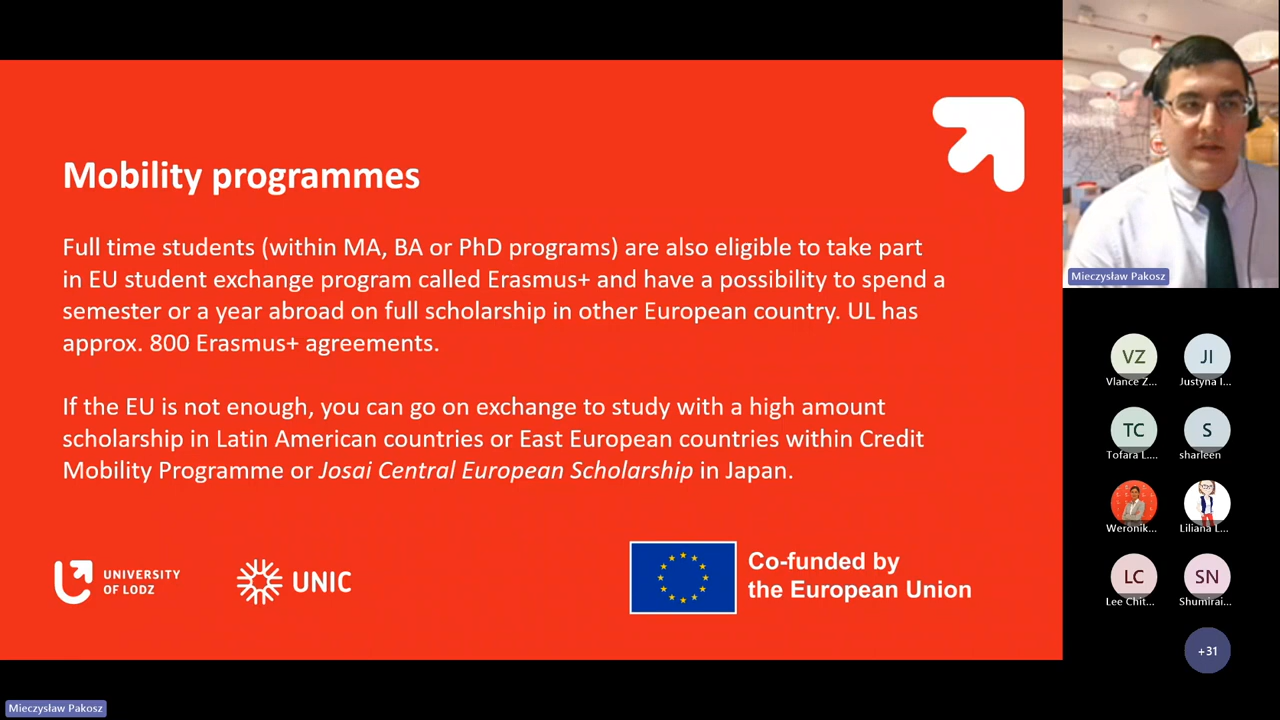 Mobility programmes
Full time students (within MA, BA or PhD programs) are also eligible to take part
in EU student exchange program called Erasmus+ and have a possibility to spend a
semester or a year abroad on full scholarship in other European country. UL has
approx. 800 Erasmus+ agreements.
If the EU is not enough, you can go on exchange to study with a high amount
scholarship in Latin American countries or East European countries within Credit
Mobility Programme or Josai Central European Scholarship in Japan.
UNIVERSITY
OF LODZ
UNIC
Co-funded by
the European Union
Mieczysław Pakosz
VZ
JI
Vlance Z...
Justyna I...
TC
S
Tofara L....
sharleen
Weronik...
Liliana L...
LC
SN
Lee Chit...
Shumirai...
+31
Mieczysław Pakosz